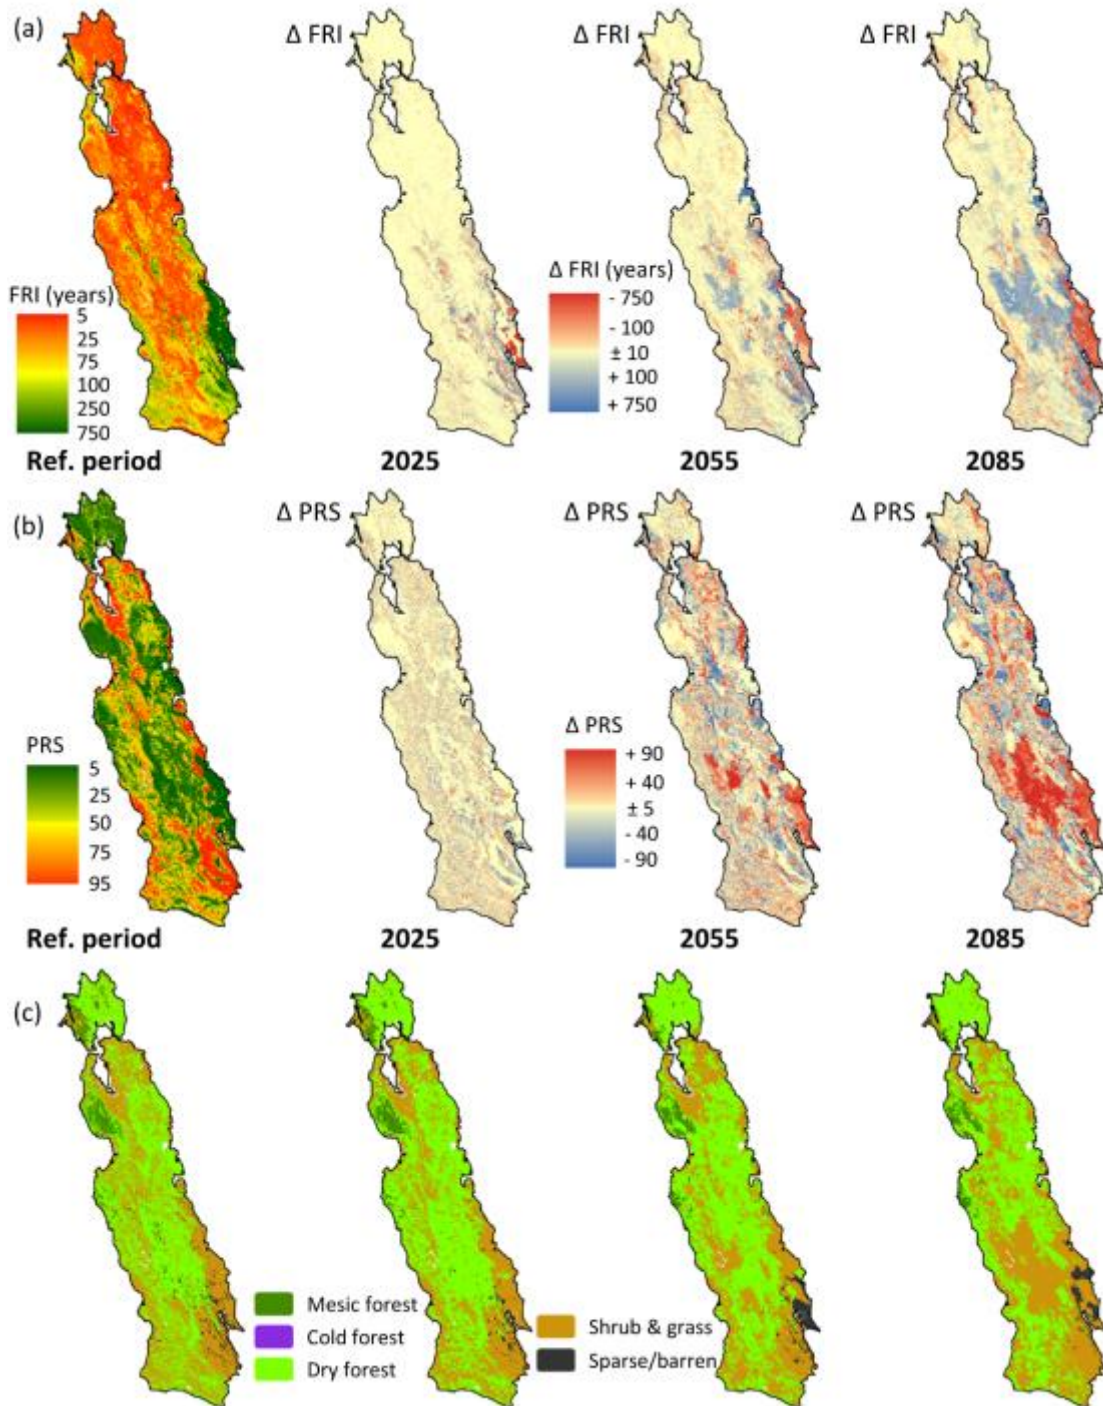 (a)
Δ FRI
Δ FRI
Δ FRI
FRI (years)
5
25
75
100
250
750
Δ FRI (years)
- 750
- 100
± 10
+ 100
+ 750
Ref. period
2025
2055
2085
(b)
Δ PRS
Δ PRS
Δ PRS
PRS
5
25
50
75
95
Δ PRS
+ 90
+ 40
± 5
- 40
- 90
Ref. period
2025
2055
2085
(c)
Mesic forest
Cold forest
Dry forest
Shrub & grass
Sparse/barren